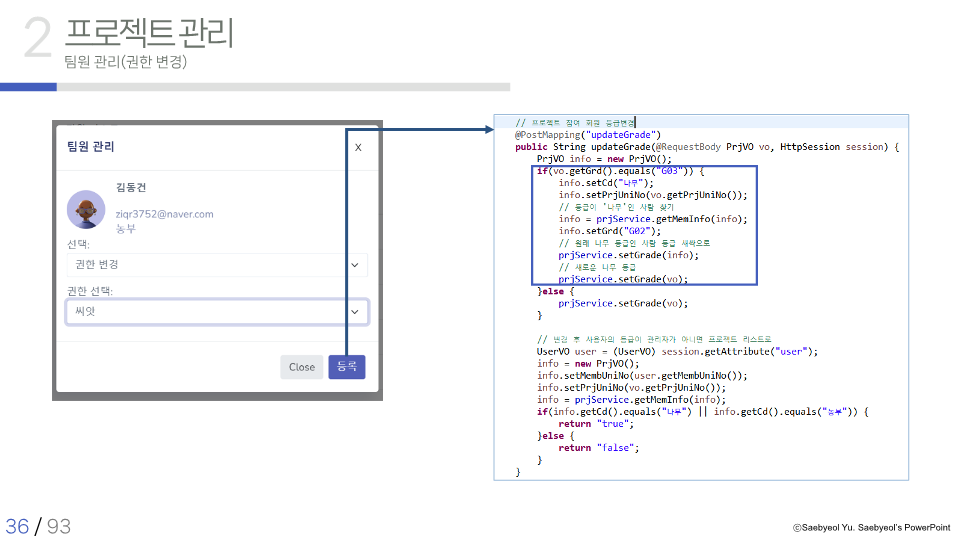 2
프로젝트 관리
팀원 관리(권한 변경)
팀원 관리
X
김동건
ziqr3752@naver.com
농부
선택:
권한 변경
권한 선택:
씨앗
Close
등록
// 프로젝트 참여 회원 등급변경
@PostMapping("updateGrade")
public String updateGrade(@RequestBody PrjVO vo, HttpSession session) {
PrjVO info = new PrjVO();
if(vo.getGrd().equals("G03")) {
info.setCd("나무");
info.setPrjUniNo(vo.getPrjUniNo());
// 등급이 '나무'인 사람 찾기
info = prjService.getMemInfo(info);
info.setGrd("G02");
// 원래 나무 등급인 사람 등급 새싹으로
prjService.setGrade(info);
// 새로운 나무 등급
prjService.setGrade(vo);
}else {
prjService.setGrade(vo);
}
// 변경 후 사용자의 등급이 관리자가 아니면 프로젝트 리스트로
UserVO user = (UserVO) session.getAttribute("user");
info = new PrjVO();
info.setMembUniNo(user.getMembUniNo());
info.setPrjUniNo(vo.getPrjUniNo());
info = prjService.getMemInfo(info);
if(info.getCd().equals("나무") || info.getCd().equals("농부")) {
return "true";
}else {
return "false";
}
}
36 / 93
ⓒSaebyeol Yu. Saebyeol's PowerPoint